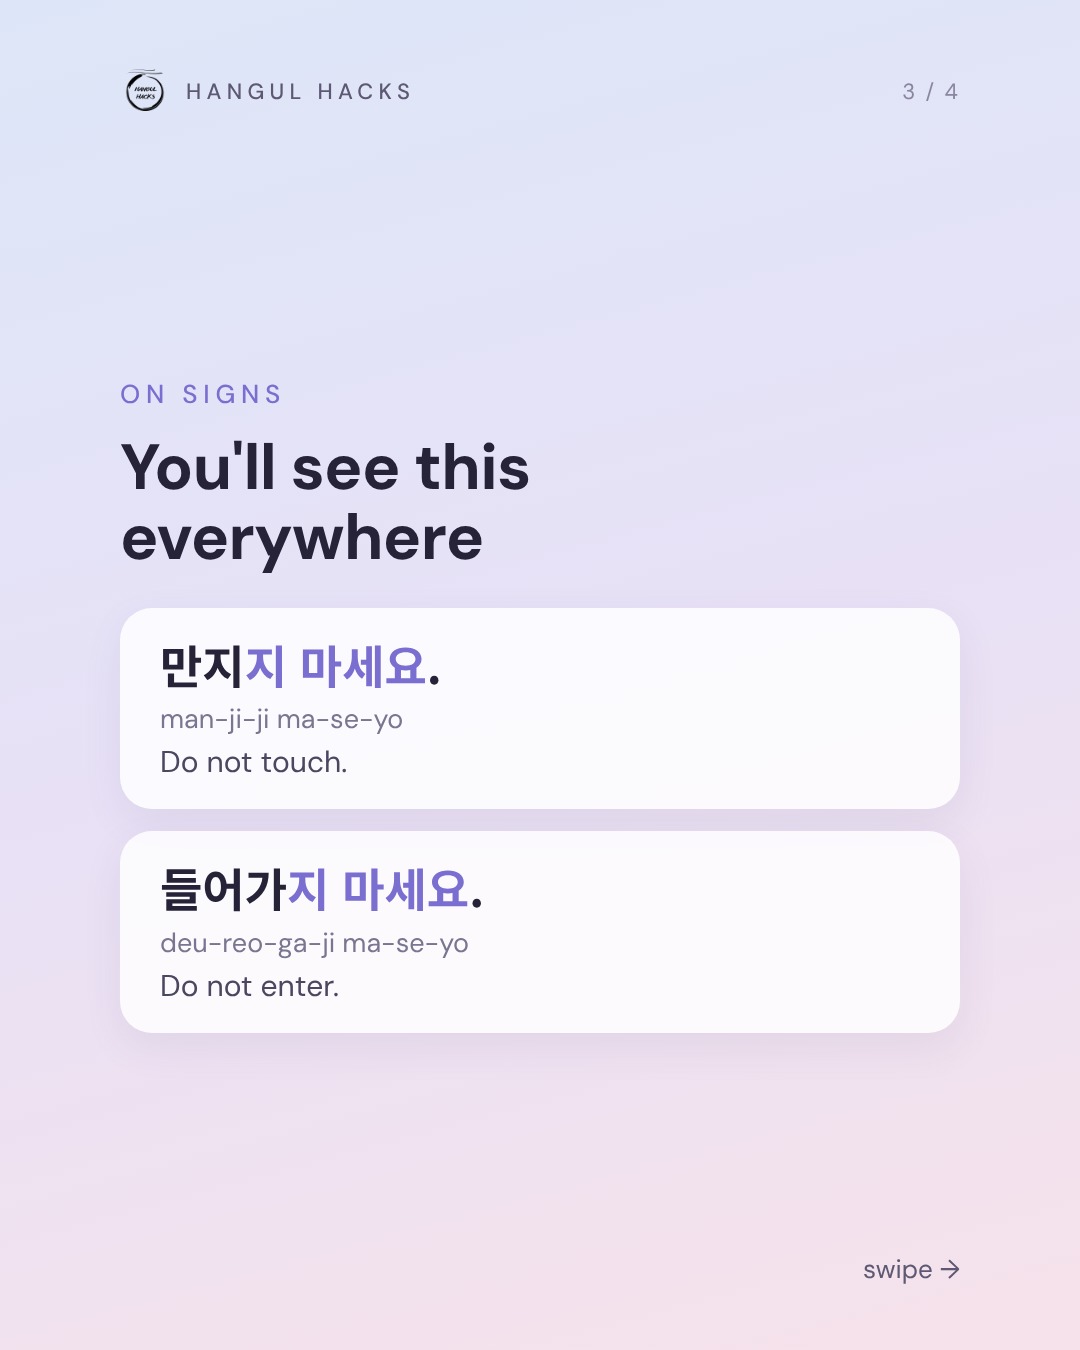 HANGUL HACKS
HANGUL HACKS
3 / 4
ON SIGNS
You'll see this
everywhere
만지지 마세요.
man-ji-ji ma-se-yo
Do not touch.
들어가지 마세요.
deu-reo-ga-ji ma-se-yo
Do not enter.
swipe →